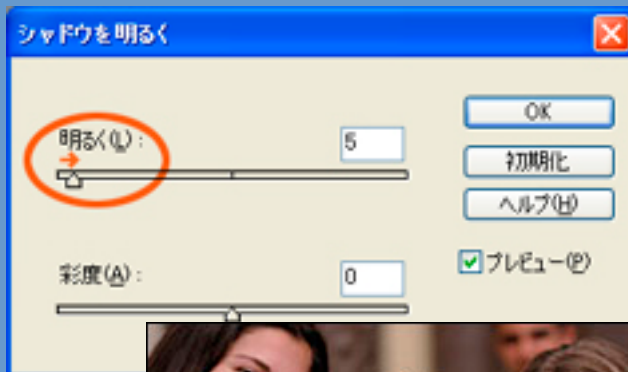 シャドウを明るく
明るく(L): 5
OK
初期化
ヘルプ(H)
プレビュー(P)
彩度(A): 0